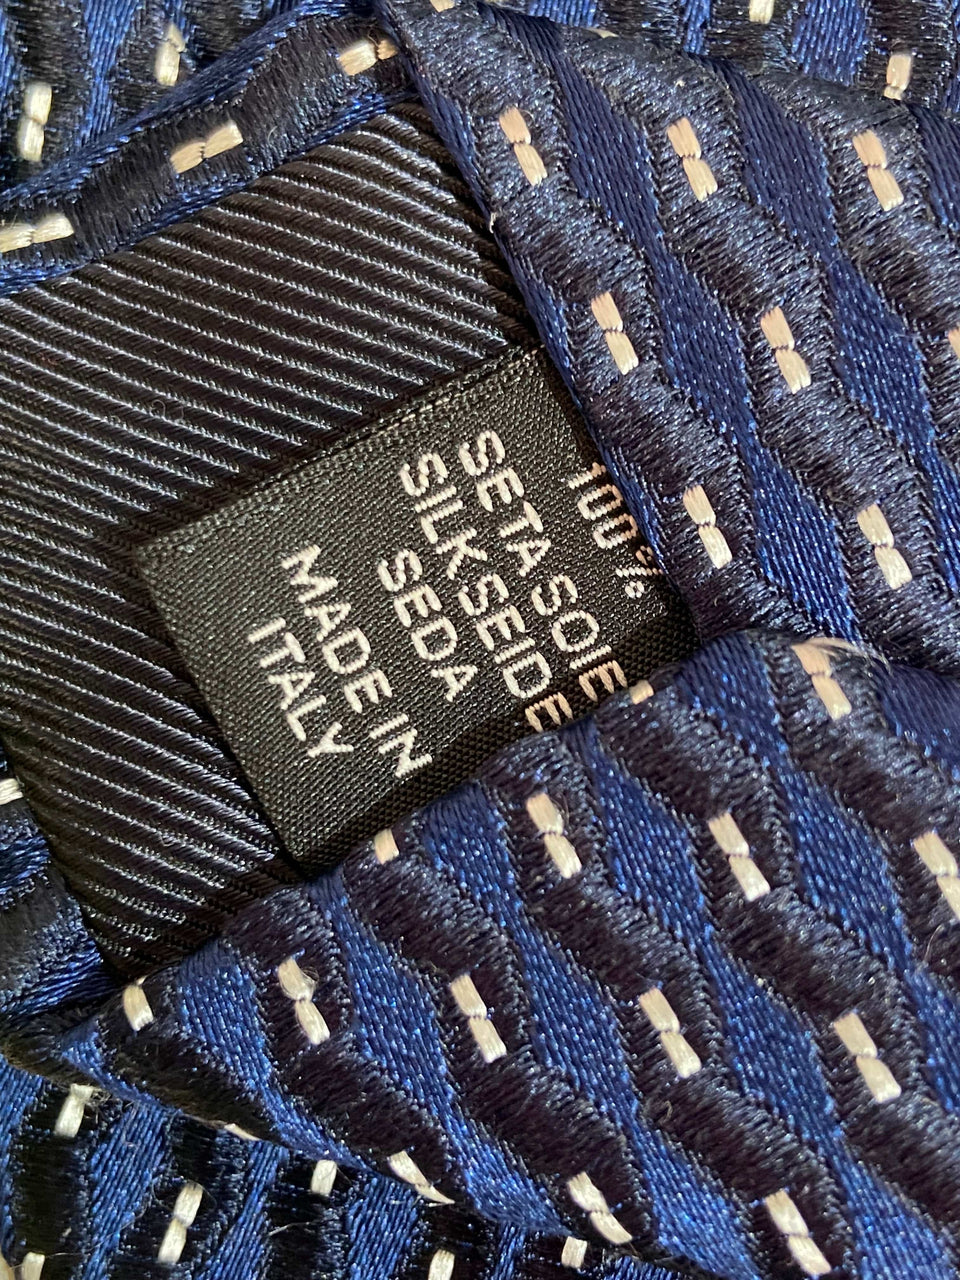 100%
SETA SOIE
SILK SEIDE
SEDA
MADE IN
ITALY